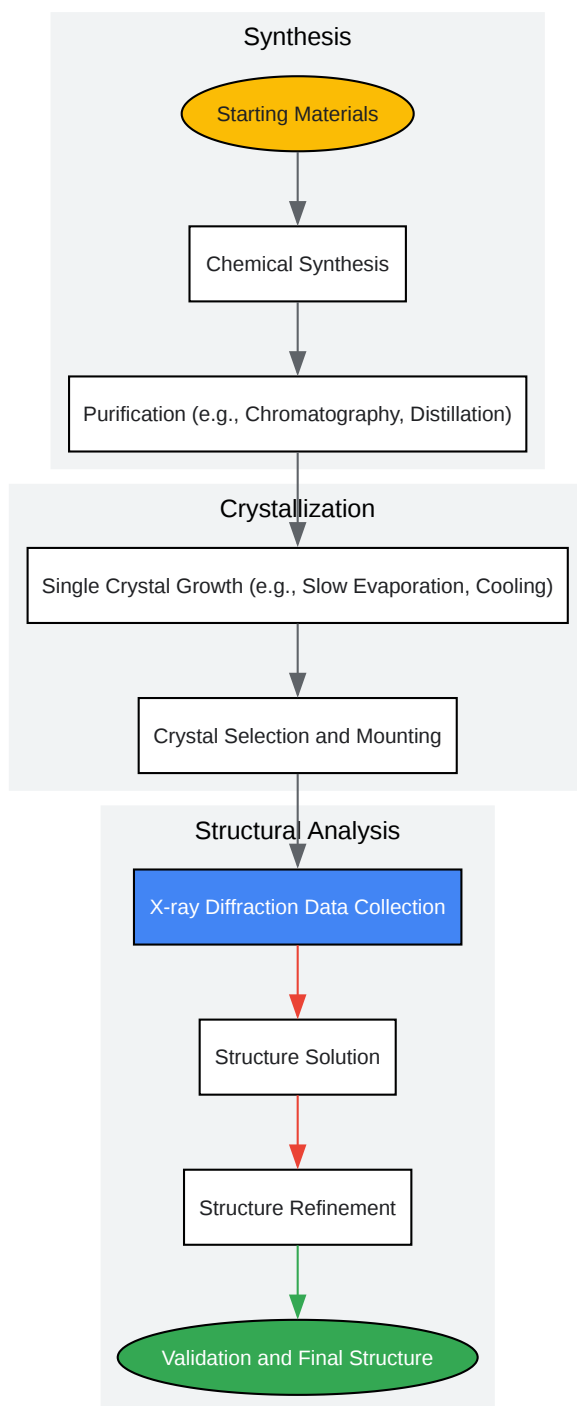 Synthesis
Starting Materials
Chemical Synthesis
Purification (e.g., Chromatography, Distillation)
Crystallization
Single Crystal Growth (e.g., Slow Evaporation, Cooling)
Crystal Selection and Mounting
Structural Analysis
X-ray Diffraction Data Collection
Structure Solution
Structure Refinement
Validation and Final Structure